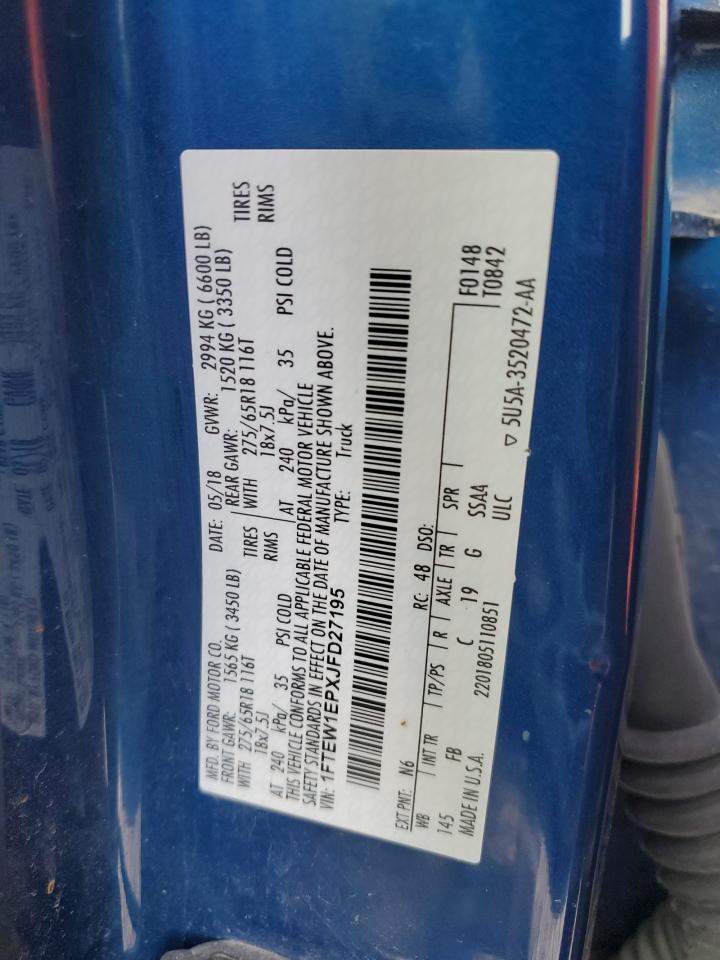 MFD. BY FORD MOTOR CO.
DATE: 05/18 GVWR: 2994 KG ( 6600 LB)
FRONT GAWR: 1565 KG ( 3450 LB) REAR GAWR: 1520 KG ( 3350 LB)
WITH 275/65R18 116T TIRES WITH 275/65R18 116T TIRES
18x7.5J RIMS 18x7.5J RIMS
AT 240 kPa/ 35 PSI COLD AT 240 kPa/ 35 PSI COLD
THIS VEHICLE CONFORMS TO ALL APPLICABLE FEDERAL MOTOR VEHICLE
SAFETY STANDARDS IN EFFECT ON THE DATE OF MANUFACTURE SHOWN ABOVE.
VIN: 1FTEW1EPXJFD27195 TYPE: Truck
EXT PNT: N6 RC: 48 DSO:
WB INT TR TP/PS R AXLE TR SPR F0148
145 FB C 19 G SSA4 T0842
MADE IN U.S.A. 2201805110851 ULC
▽ 5U5A-3520472-AA